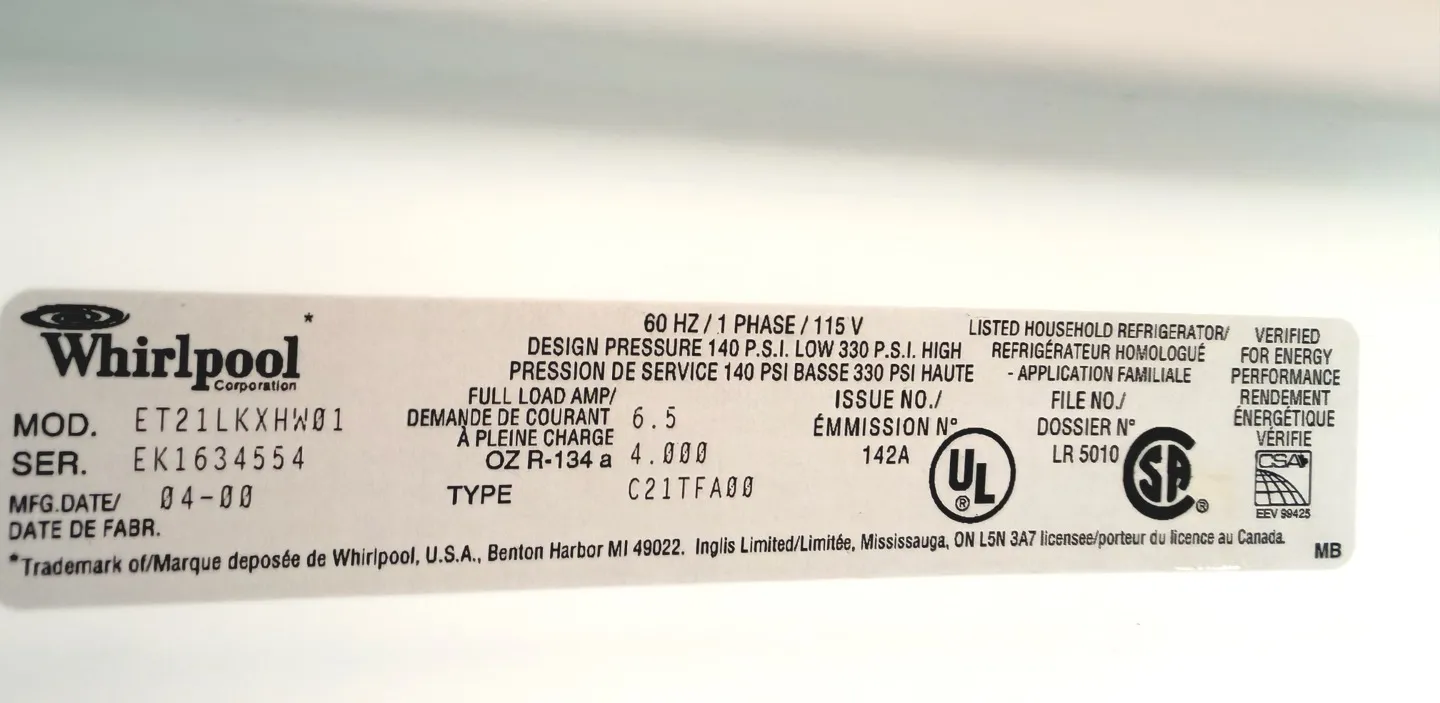 Whirlpool*
Corporation
MOD. ET21LKXHW01
SER. EK1634554
MFG.DATE/ 04-00
DATE DE FABR.
60 HZ / 1 PHASE / 115 V
DESIGN PRESSURE 140 P.S.I. LOW 330 P.S.I. HIGH
PRESSION DE SERVICE 140 PSI BASSE 330 PSI HAUTE
FULL LOAD AMP/
DEMANDE DE COURANT 6.5
À PLEINE CHARGE
OZ R-134 a 4.000
TYPE C21TFA00
LISTED HOUSEHOLD REFRIGERATOR/
REFRIGÉRATEUR HOMOLOGUÉ
- APPLICATION FAMILIALE
ISSUE NO./
ÉMMISSION Nº
142A
UL
®
FILE NO./
DOSSIER Nº
LR 5010
SA
®
VERIFIED
FOR ENERGY
PERFORMANCE
RENDEMENT
ÉNERGÉTIQUE
VÉRIFIE
CSA
EEV 99425
*Trademark of/Marque deposée de Whirlpool, U.S.A., Benton Harbor MI 49022. Inglis Limited/Limitée, Mississauga, ON L5N 3A7 licensee/porteur du licence au Canada.
MB